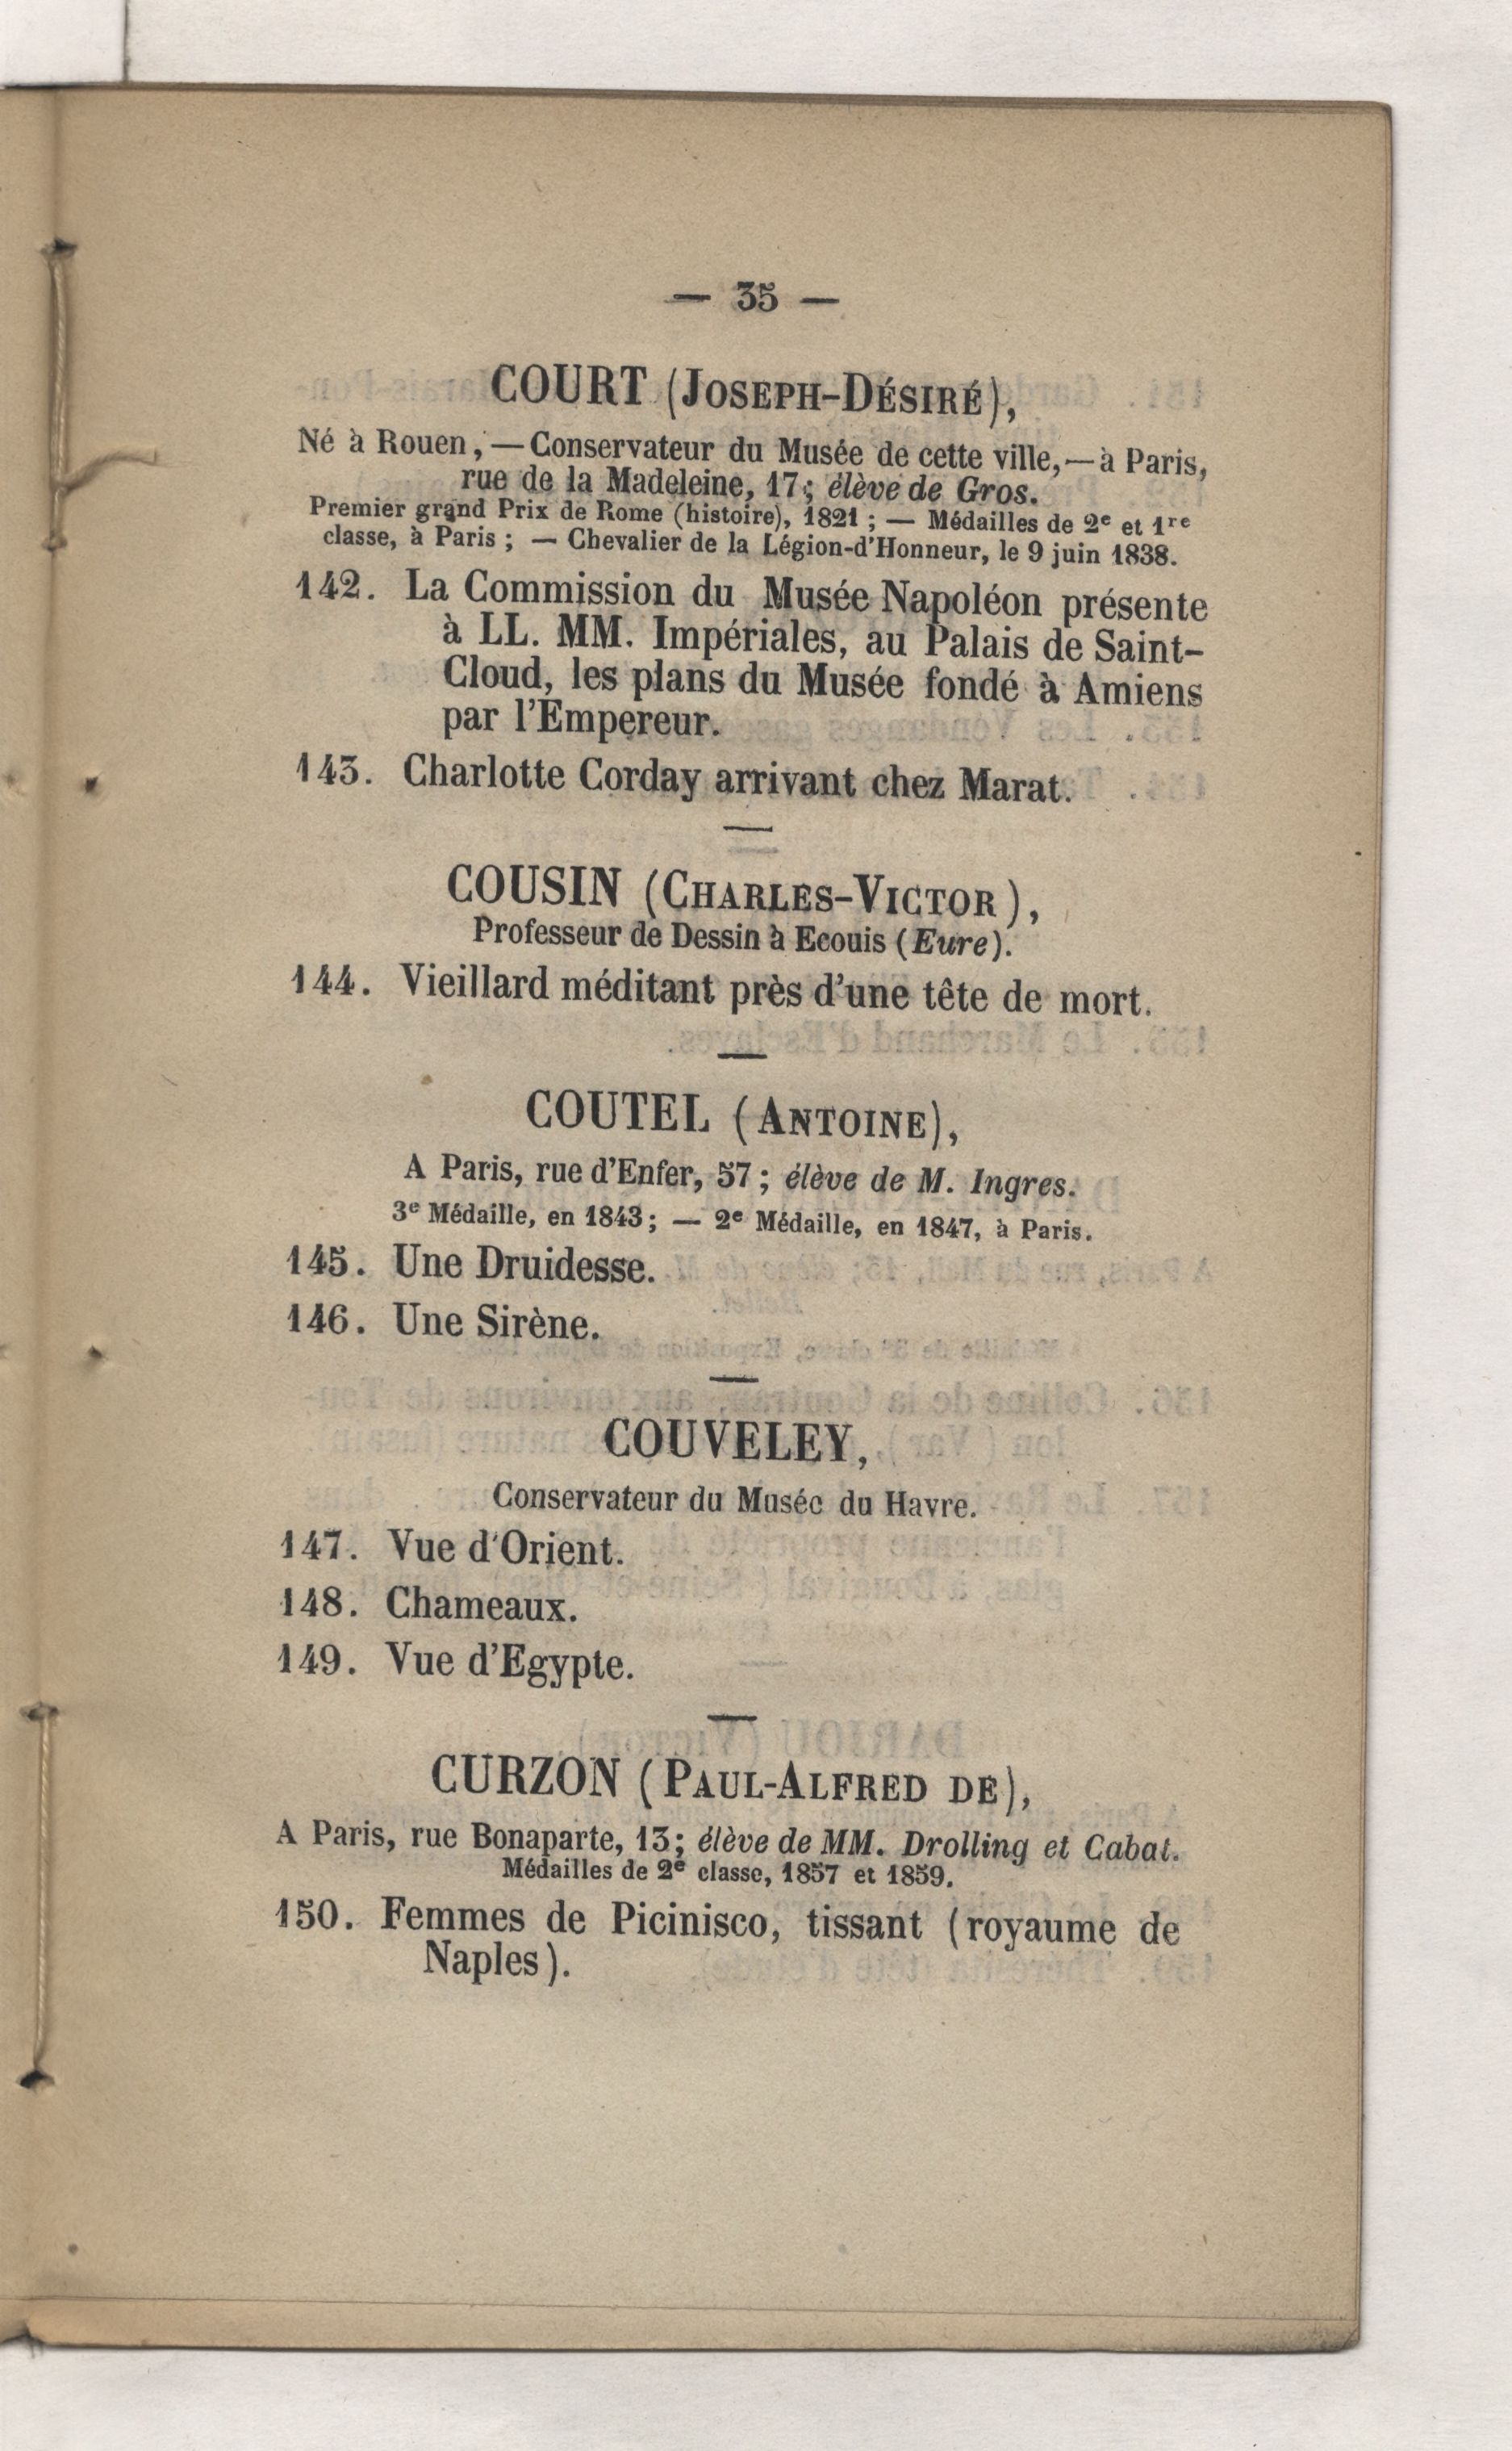 — 35 —
COURT (JOSEPH-DÉSIRÉ),
Né à Rouen, — Conservateur du Musée de cette ville, — à Paris,
rue de la Madeleine, 17; élève de Gros.
Premier grand Prix de Rome (histoire), 1821; — Médailles de 2e et 1re
classe, à Paris; — Chevalier de la Légion-d'Honneur, le 9 juin 1838.
142. La Commission du Musée Napoléon présente
à LL. MM. Impériales, au Palais de Saint-
Cloud, les plans du Musée fondé à Amiens
par l'Empereur.
143. Charlotte Corday arrivant chez Marat.
COUSIN (CHARLES-VICTOR),
Professeur de Dessin à Ecouis (Eure).
144. Vieillard méditant près d'une tête de mort.
COUTEL (ANTOINE),
A Paris, rue d'Enfer, 57; élève de M. Ingres.
3e Médaille, en 1843; — 2e Médaille, en 1847, à Paris.
145. Une Druidesse.
146. Une Sirène.
COUVELEY,
Conservateur du Musée du Havre.
147. Vue d'Orient.
148. Chameaux.
149. Vue d'Egypte.
CURZON (PAUL-ALFRED DE),
A Paris, rue Bonaparte, 13; élève de MM. Drolling et Cabat.
Médailles de 2e classe, 1857 et 1859.
150. Femmes de Picinisco, tissant (royaume de
Naples).